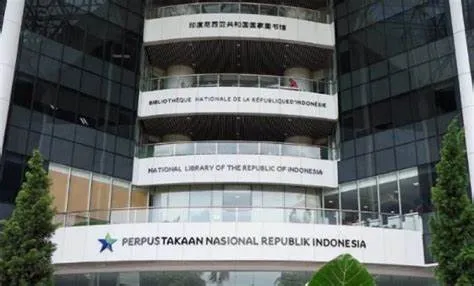 印度尼西亚共和国国家图书馆
BIBLIOTHÈQUE NATIONALE DE LA RÉPUBLIQUE D'INDONESIE
NATIONAL LIBRARY OF THE REPUBLIC OF INDONESIA
PERPUSTAKAAN NASIONAL REPUBLIK INDONESIA